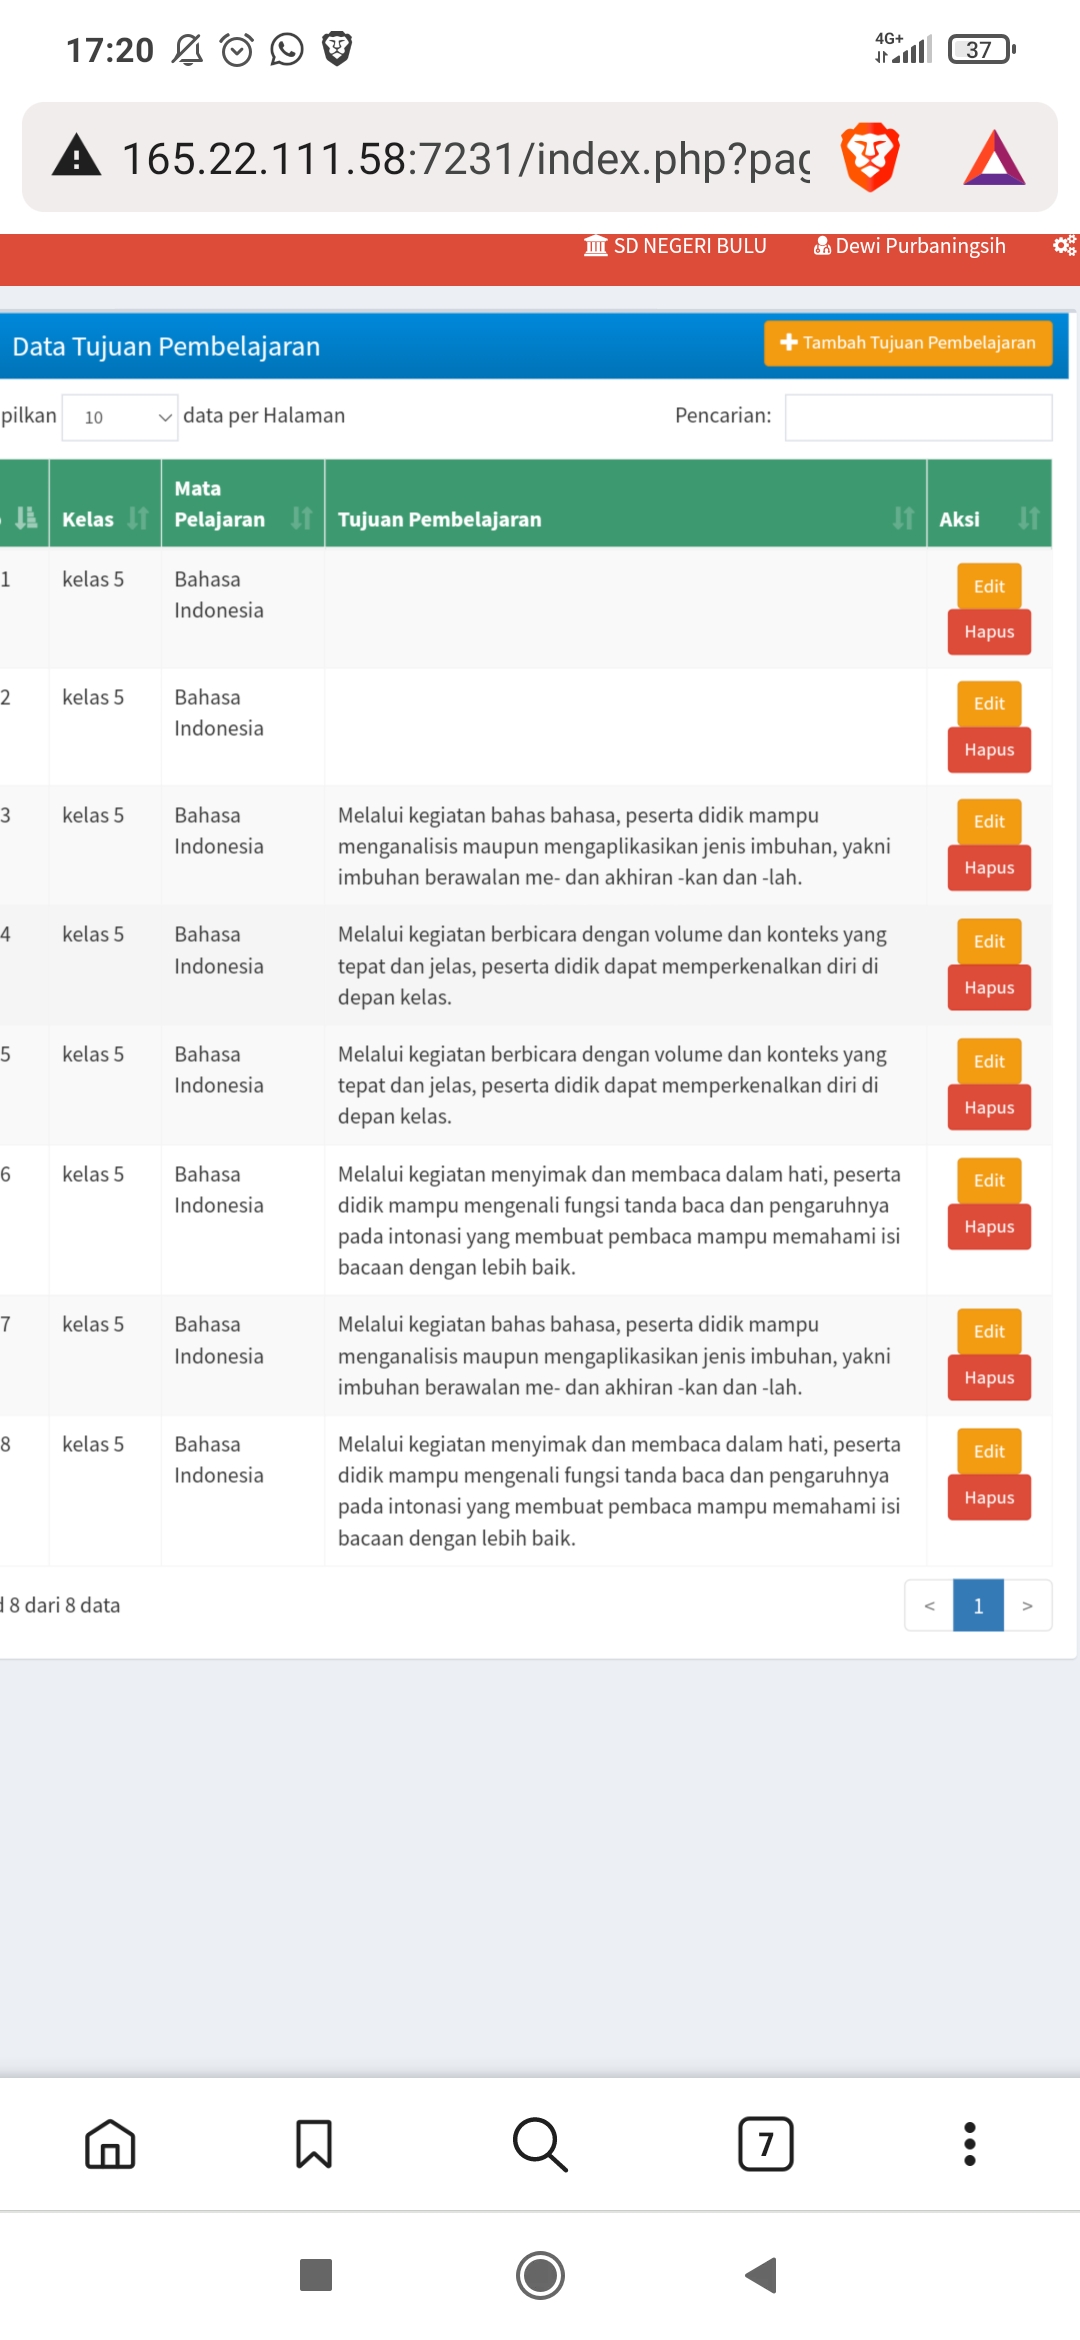 17:20
4G+
37
165.22.111.58:7231/index.php?pag
SD NEGERI BULU
Dewi Purbaningsih
Data Tujuan Pembelajaran
Tambah Tujuan Pembelajaran
pilkan 10 data per Halaman
Pencarian:
Kelas
Mata
Pelajaran
Tujuan Pembelajaran
Aksi
1 kelas 5 Bahasa
Indonesia
Edit
Hapus
2 kelas 5 Bahasa
Indonesia
Edit
Hapus
3 kelas 5 Bahasa
Indonesia
Melalui kegiatan bahas bahasa, peserta didik mampu
menganalisis maupun mengaplikasikan jenis imbuhan, yakni
imbuhan berawalan me- dan akhiran -kan dan -lah.
Edit
Hapus
4 kelas 5 Bahasa
Indonesia
Melalui kegiatan berbicara dengan volume dan konteks yang
tepat dan jelas, peserta didik dapat memperkenalkan diri di
depan kelas.
Edit
Hapus
5 kelas 5 Bahasa
Indonesia
Melalui kegiatan berbicara dengan volume dan konteks yang
tepat dan jelas, peserta didik dapat memperkenalkan diri di
depan kelas.
Edit
Hapus
6 kelas 5 Bahasa
Indonesia
Melalui kegiatan menyimak dan membaca dalam hati, peserta
didik mampu mengenali fungsi tanda baca dan pengaruhnya
pada intonasi yang membuat pembaca mampu memahami isi
bacaan dengan lebih baik.
Edit
Hapus
7 kelas 5 Bahasa
Indonesia
Melalui kegiatan bahas bahasa, peserta didik mampu
menganalisis maupun mengaplikasikan jenis imbuhan, yakni
imbuhan berawalan me- dan akhiran -kan dan -lah.
Edit
Hapus
8 kelas 5 Bahasa
Indonesia
Melalui kegiatan menyimak dan membaca dalam hati, peserta
didik mampu mengenali fungsi tanda baca dan pengaruhnya
pada intonasi yang membuat pembaca mampu memahami isi
bacaan dengan lebih baik.
Edit
Hapus
8 dari 8 data
< 1 >
7